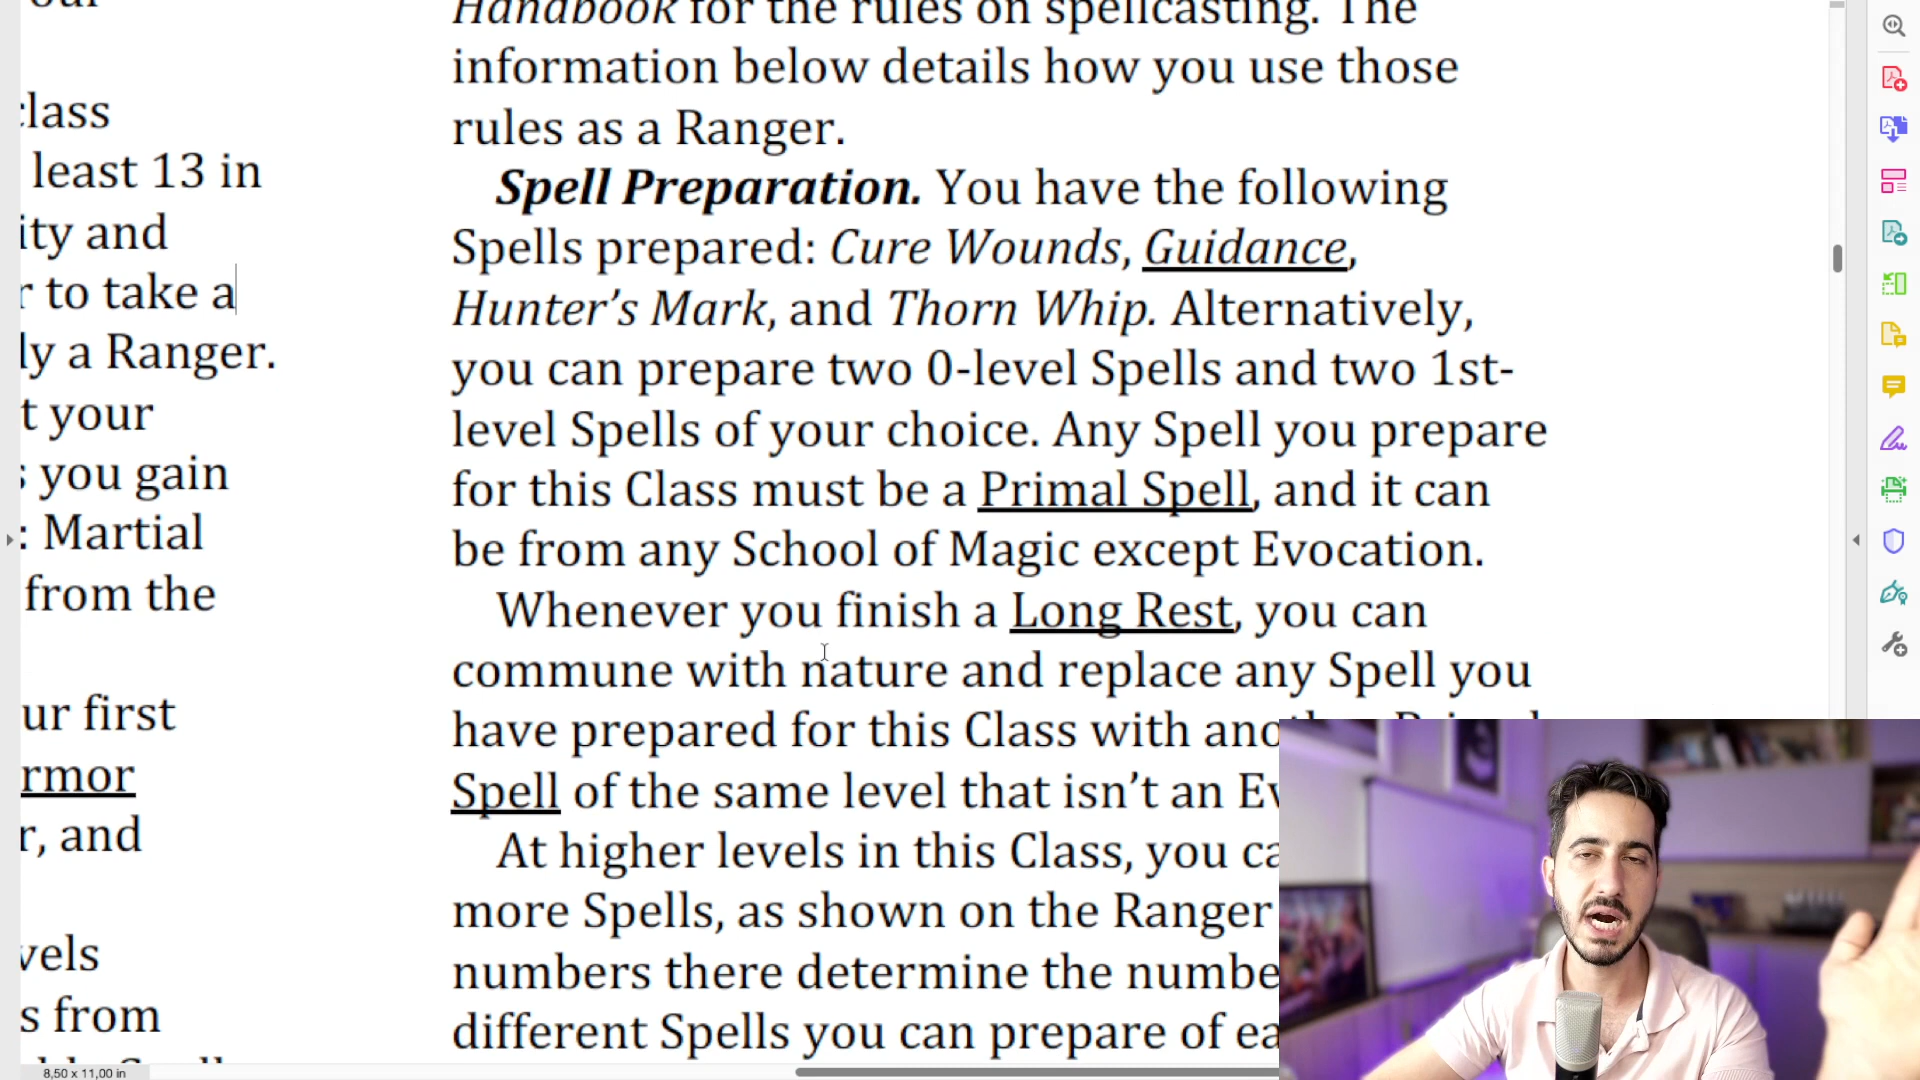 class
least 13 in
ity and
r to take a
ly a Ranger.
t your
s you gain
: Martial
from the
ur first
rmor
r, and
vels
s from
Handbook for the rules on spellcasting. The
information below details how you use those
rules as a Ranger.
Spell Preparation. You have the following
Spells prepared: Cure Wounds, Guidance,
Hunter’s Mark, and Thorn Whip. Alternatively,
you can prepare two 0-level Spells and two 1st-
level Spells of your choice. Any Spell you prepare
for this Class must be a Primal Spell, and it can
be from any School of Magic except Evocation.
Whenever you finish a Long Rest, you can
commune with nature and replace any Spell you
have prepared for this Class with
Spell of the same level that isn’t an
At higher levels in this Class, you
more Spells, as shown on the Ranger
numbers there determine the
different Spells you can prepare of
8,50 x 11,00 in